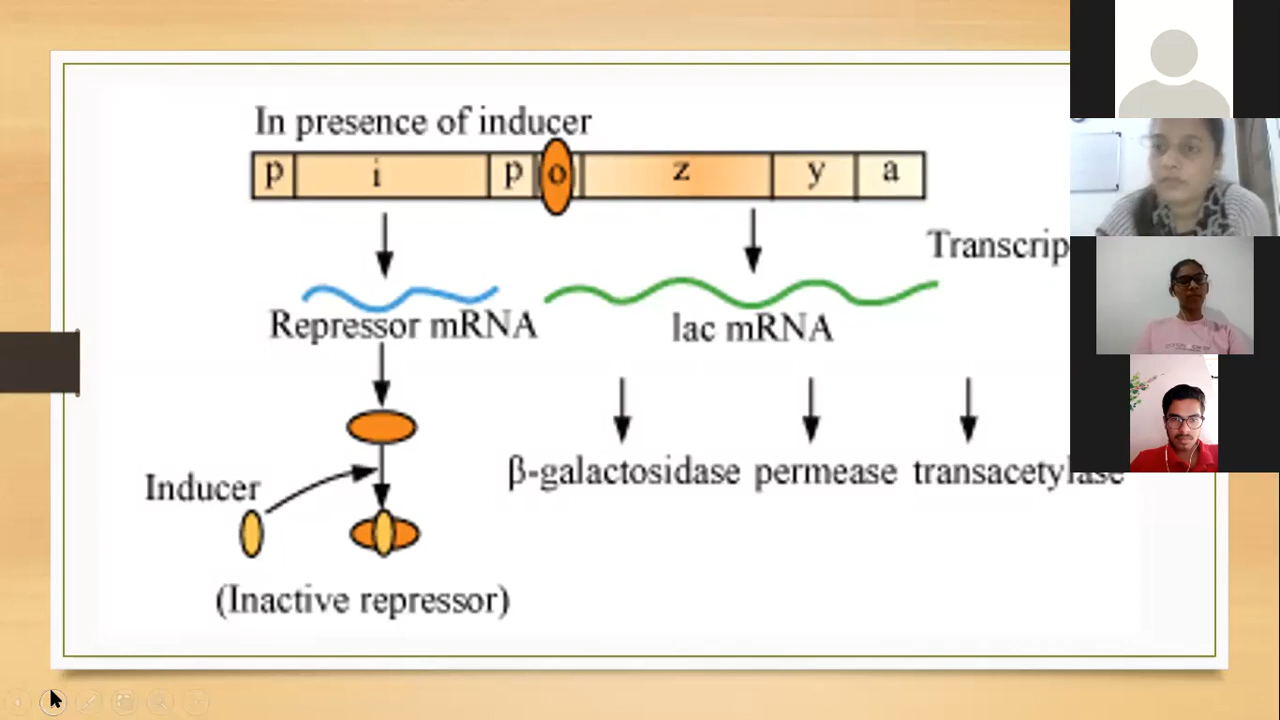 In presence of inducer
p i p o z y a
Transcrip
Repressor mRNA
lac mRNA
Inducer
β-galactosidase permease transacetylase
(Inactive repressor)